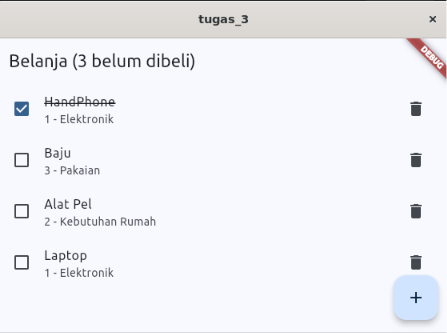 tugas_3
DEBUG
Belanja (3 belum dibeli)
HandPhone
1 - Elektronik
Baju
3 - Pakaian
Alat Pel
2 - Kebutuhan Rumah
Laptop
1 - Elektronik